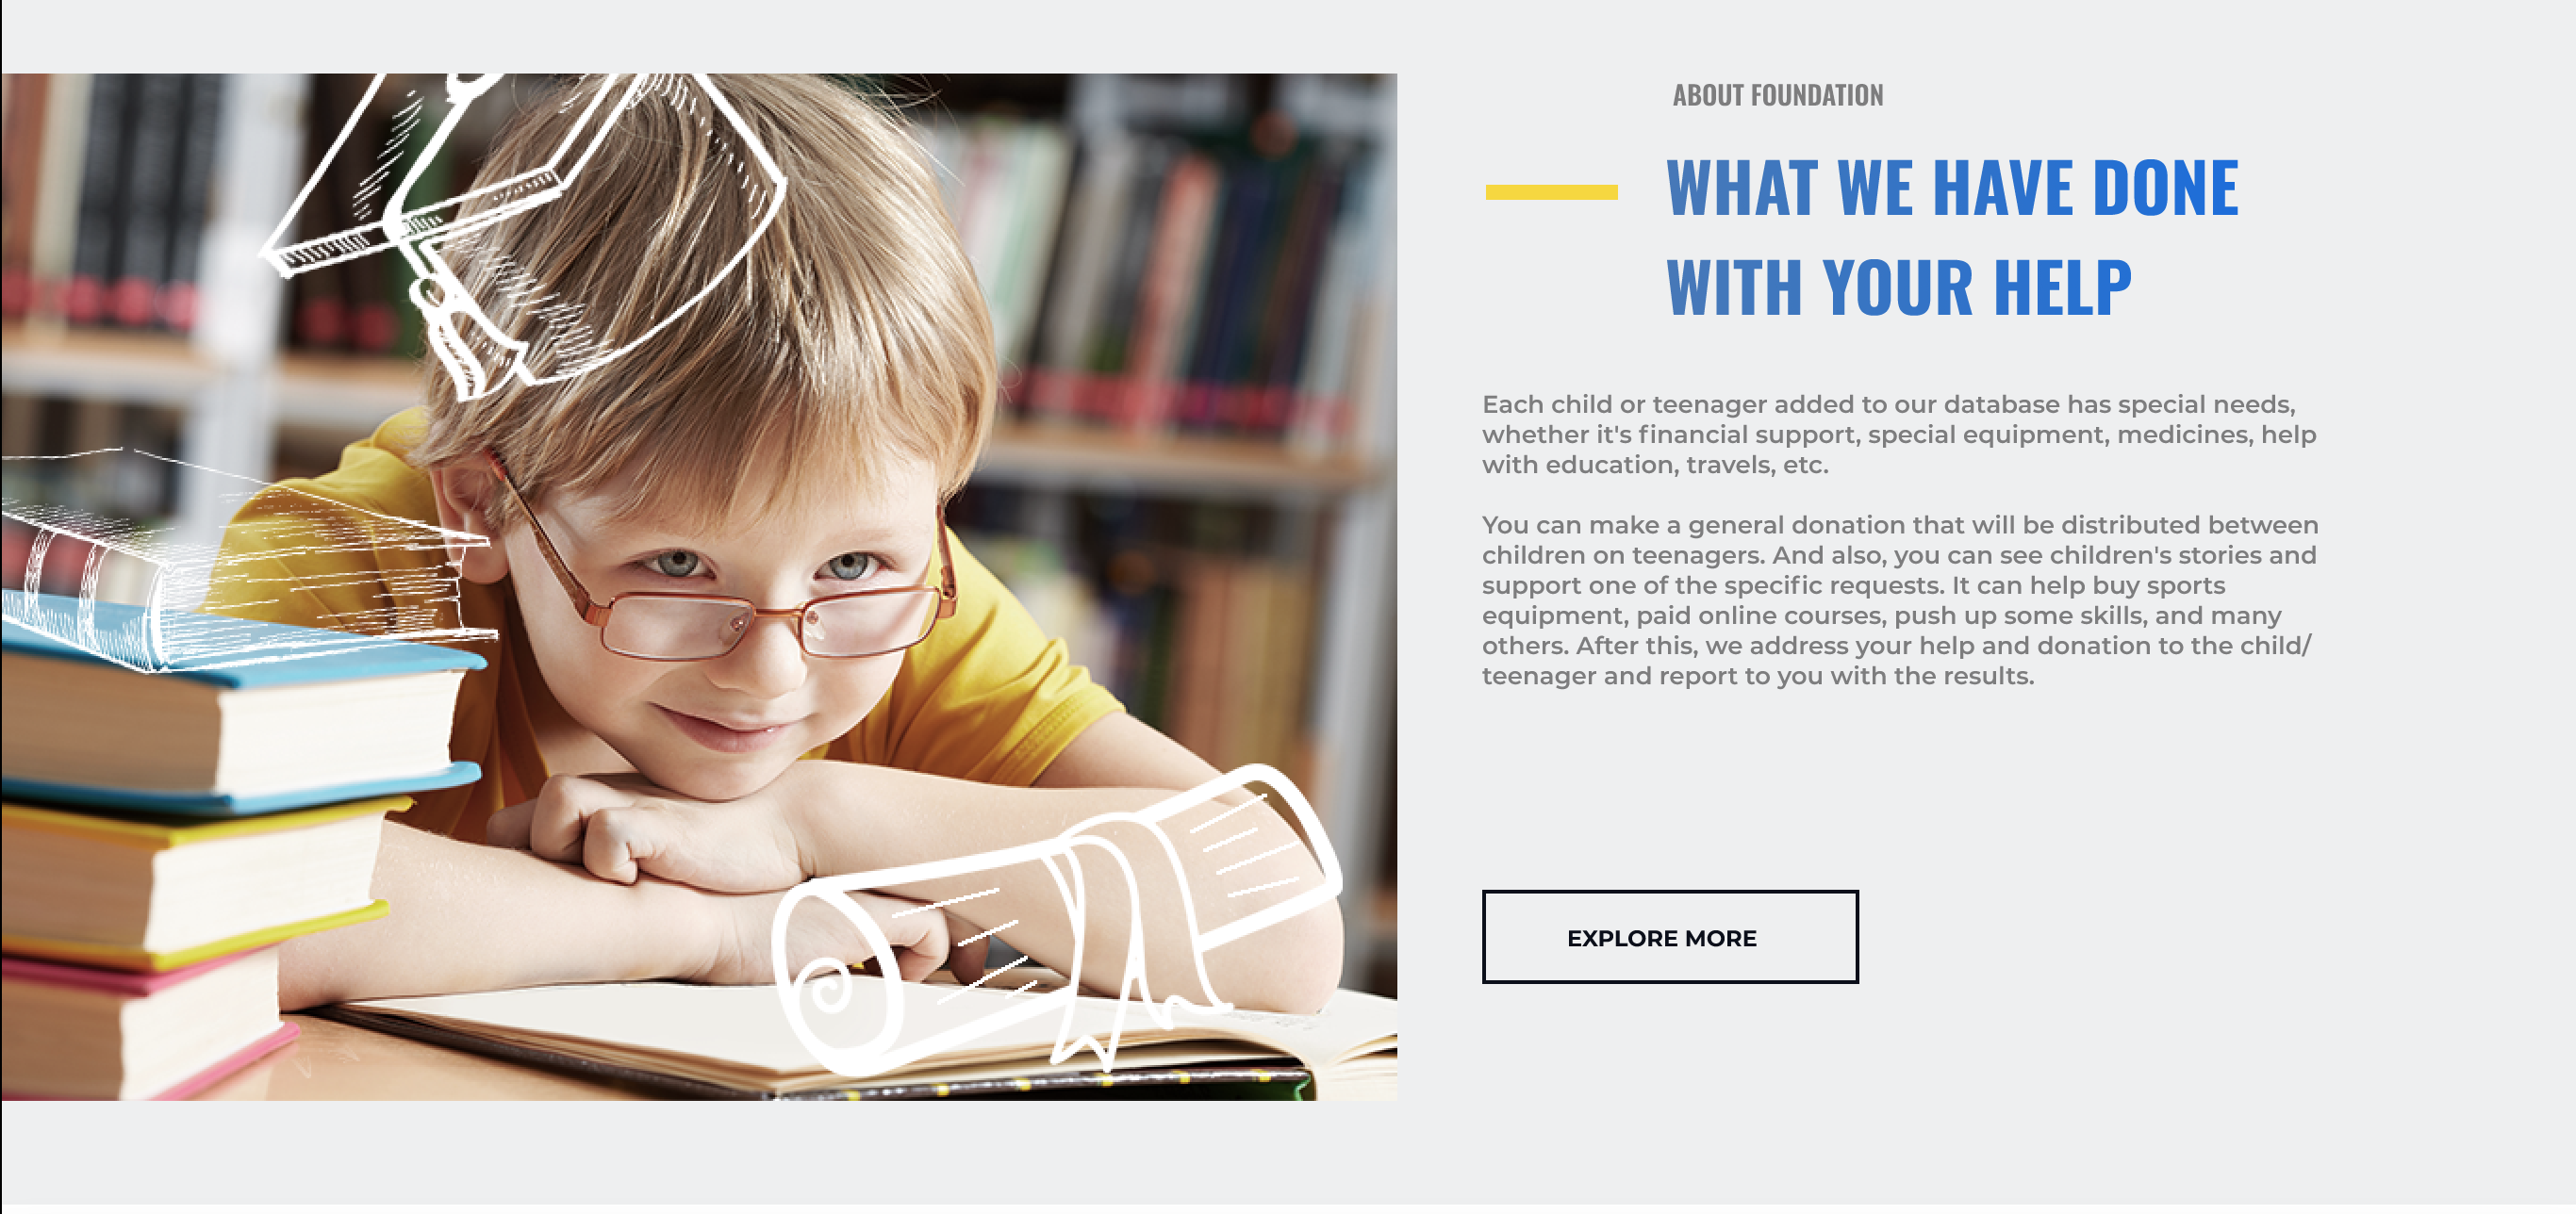 ABOUT FOUNDATION
WHAT WE HAVE DONE
WITH YOUR HELP
Each child or teenager added to our database has special needs,
whether it's financial support, special equipment, medicines, help
with education, travels, etc.
You can make a general donation that will be distributed between
children on teenagers. And also, you can see children's stories and
support one of the specific requests. It can help buy sports
equipment, paid online courses, push up some skills, and many
others. After this, we address your help and donation to the child/
teenager and report to you with the results.
EXPLORE MORE